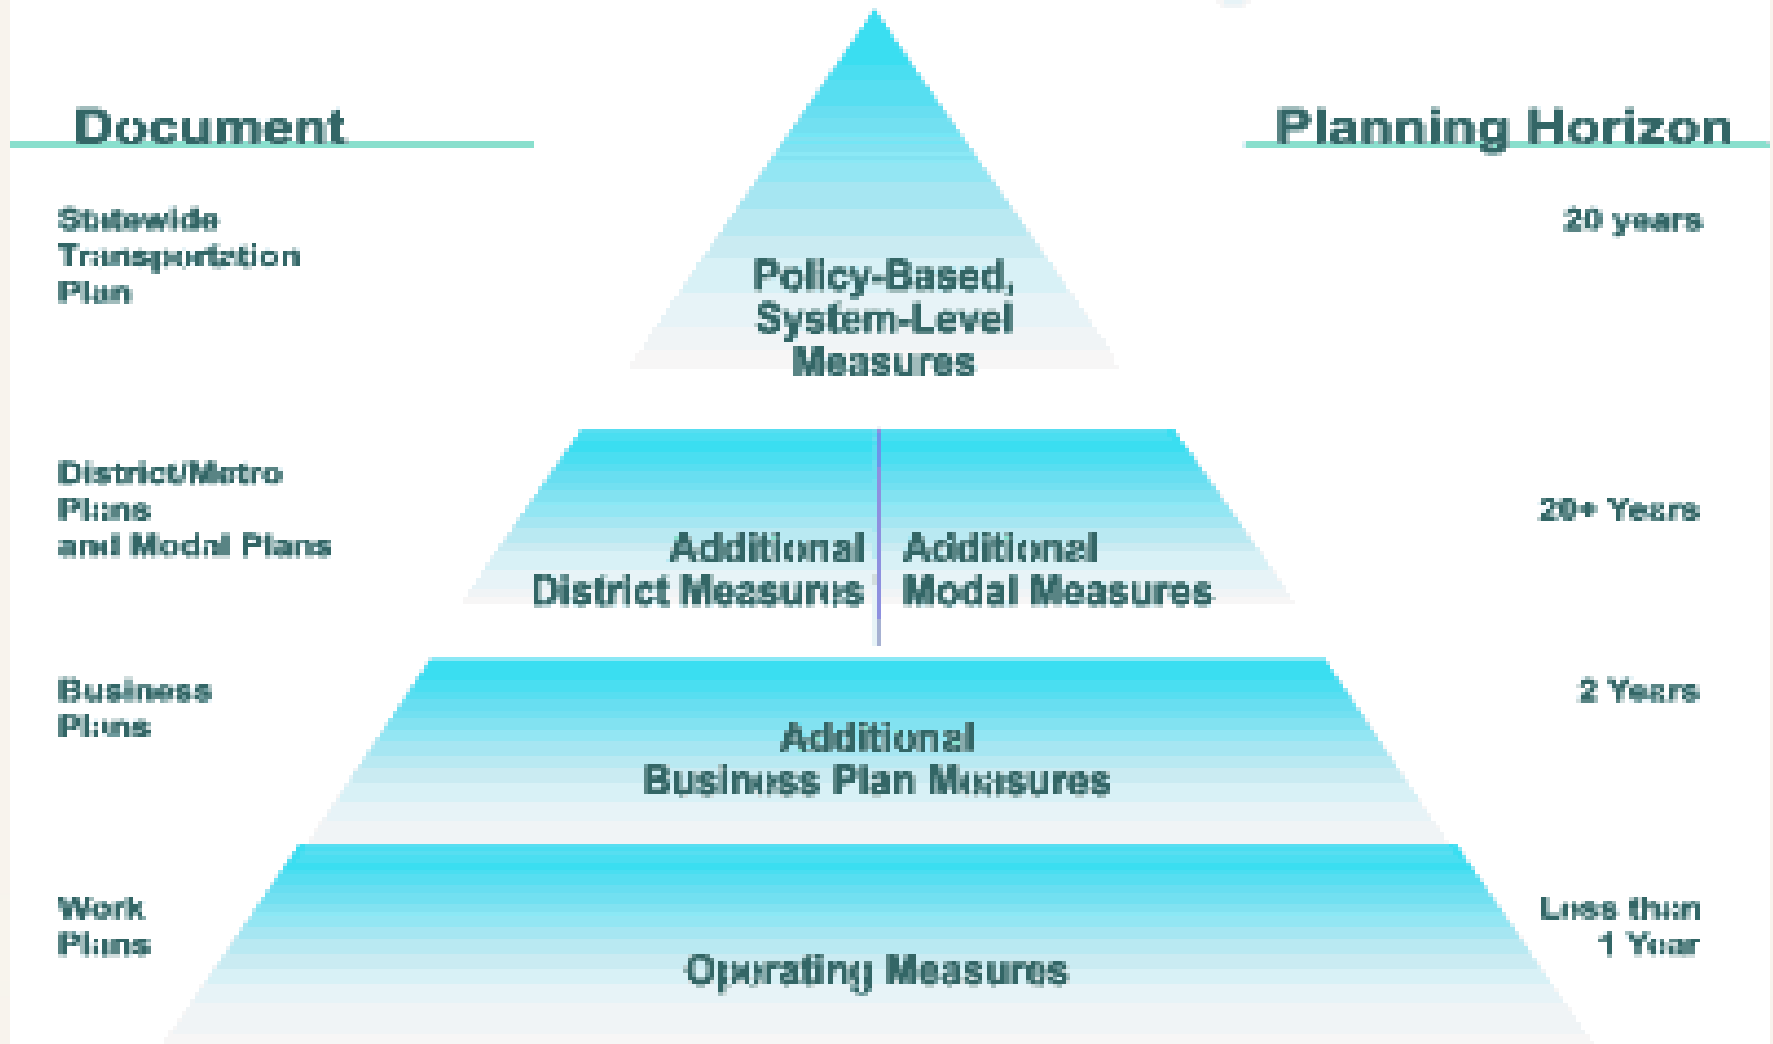 Document
Planning Horizon
Statewide
Transportation
Plan
Policy-Based,
System-Level
Measures
20 years
District/Metro
Plans
and Modal Plans
Additional
District Measures
Additional
Modal Measures
20+ Years
Business
Plans
Additional
Business Plan Measures
2 Years
Work
Plans
Operating Measures
Less than
1 Year